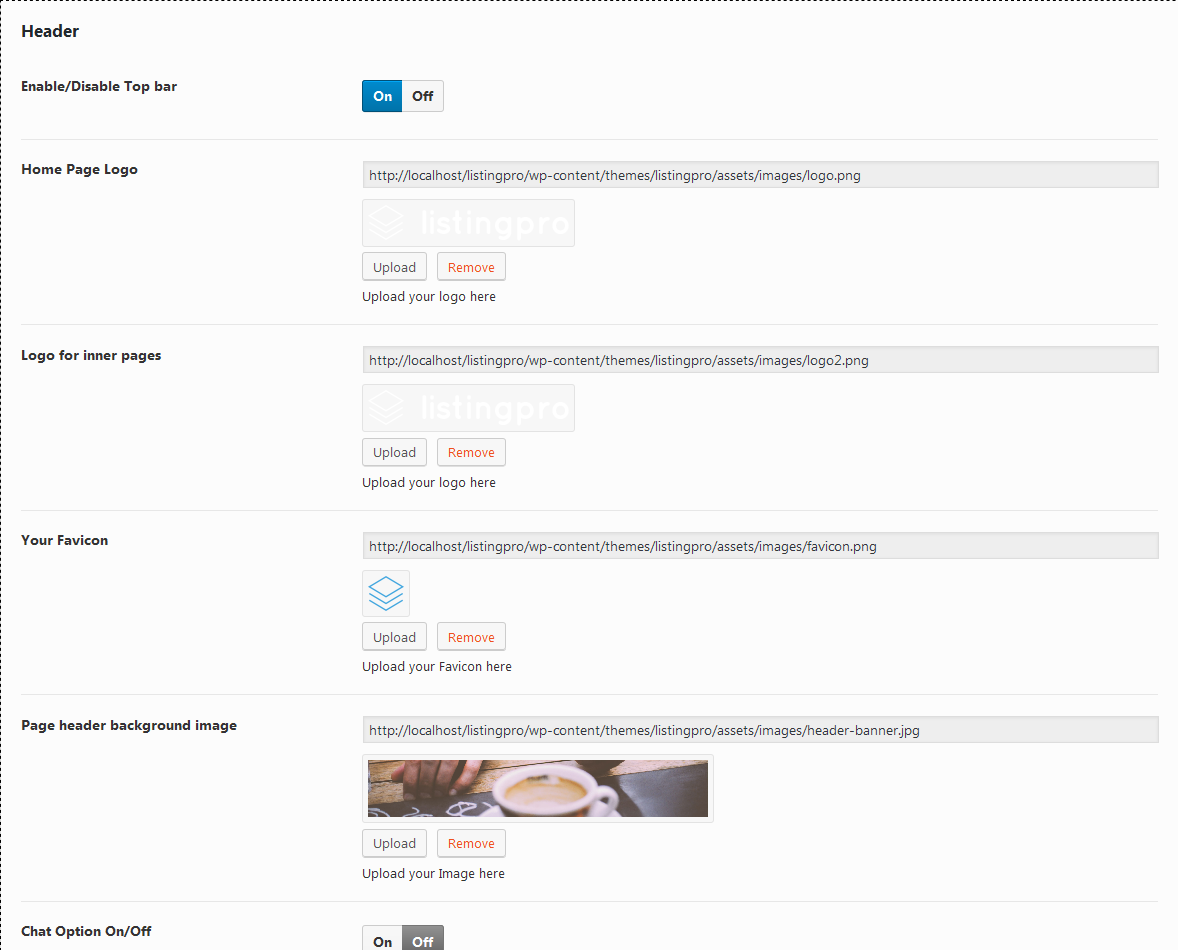 Header
Enable/Disable Top bar
On Off
Home Page Logo
http://localhost/listingpro/wp-content/themes/listingpro/assets/images/logo.png
listingpro
Upload Remove
Upload your logo here
Logo for inner pages
http://localhost/listingpro/wp-content/themes/listingpro/assets/images/logo2.png
listingpro
Upload Remove
Upload your logo here
Your Favicon
http://localhost/listingpro/wp-content/themes/listingpro/assets/images/favicon.png
Upload Remove
Upload your Favicon here
Page header background image
http://localhost/listingpro/wp-content/themes/listingpro/assets/images/header-banner.jpg
Upload Remove
Upload your Image here
Chat Option On/Off
On Off